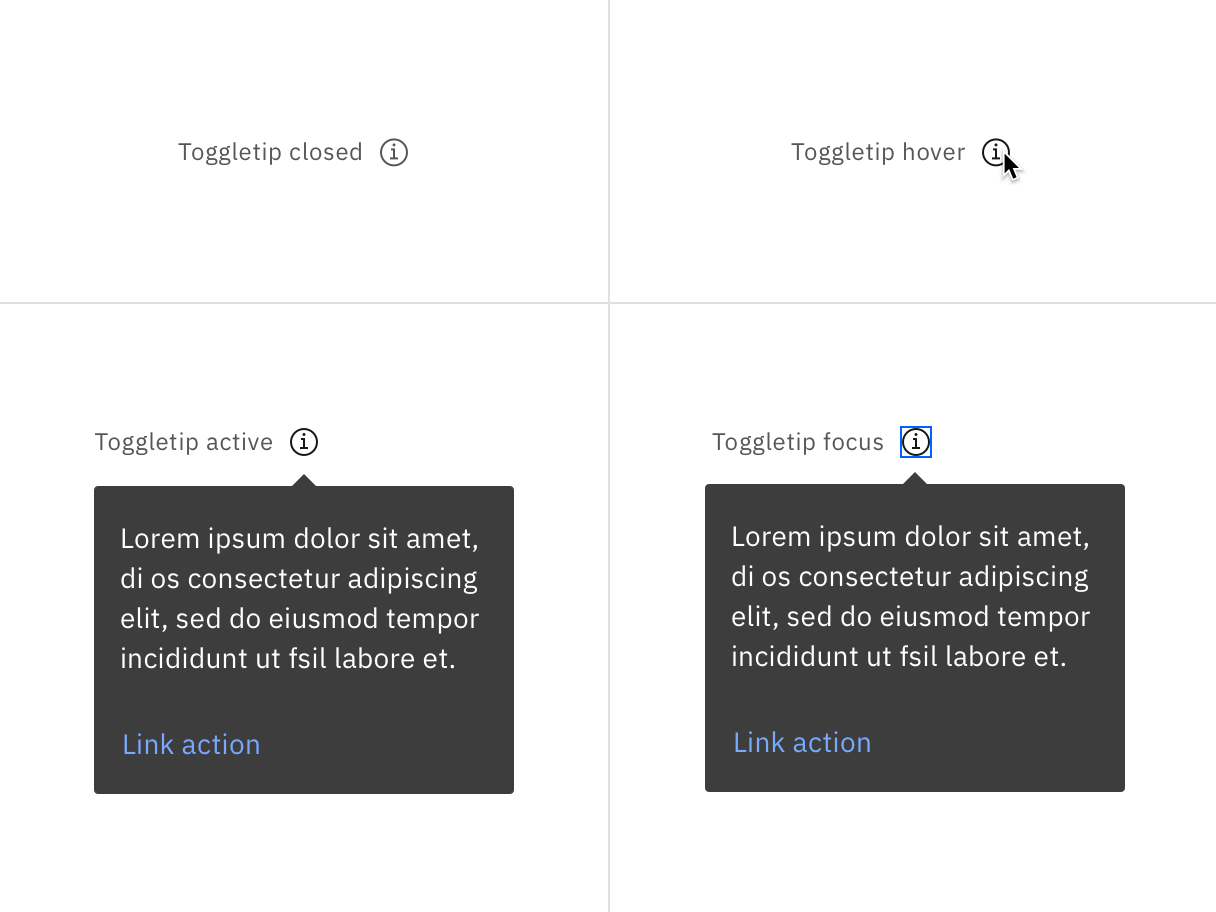 Toggletip closed
Toggletip hover
Toggletip active
Lorem ipsum dolor sit amet,
di os consectetur adipiscing
elit, sed do eiusmod tempor
incididunt ut fsil labore et.
Link action
Toggletip focus
Lorem ipsum dolor sit amet,
di os consectetur adipiscing
elit, sed do eiusmod tempor
incididunt ut fsil labore et.
Link action